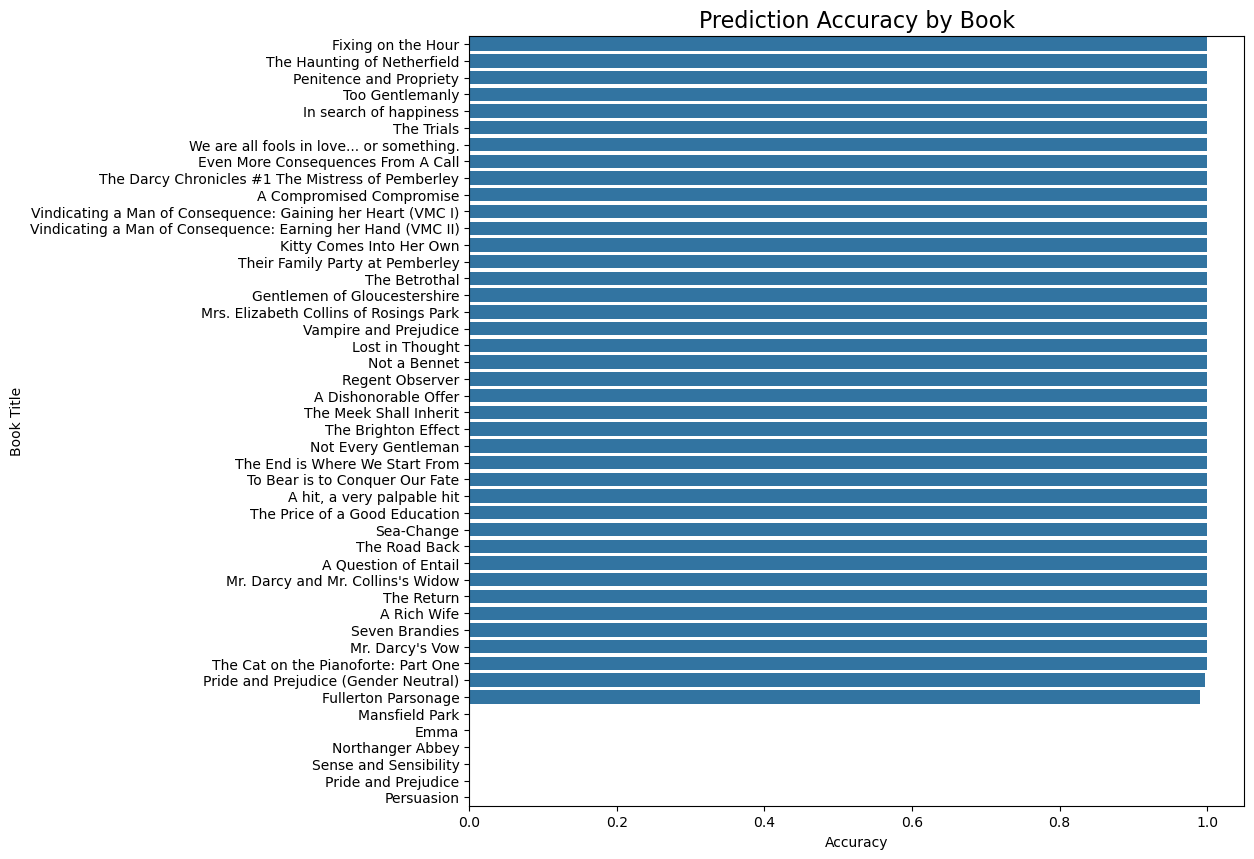 Prediction Accuracy by Book
Fixing on the Hour
The Haunting of Netherfield
Penitence and Propriety
Too Gentlemanly
In search of happiness
The Trials
We are all fools in love... or something.
Even More Consequences From A Call
The Darcy Chronicles #1 The Mistress of Pemberley
A Compromised Compromise
Vindicating a Man of Consequence: Gaining her Heart (VMC I)
Vindicating a Man of Consequence: Earning her Hand (VMC II)
Kitty Comes Into Her Own
Their Family Party at Pemberley
The Betrothal
Gentlemen of Gloucestershire
Mrs. Elizabeth Collins of Rosings Park
Vampire and Prejudice
Lost in Thought
Not a Bennet
Regent Observer
A Dishonorable Offer
The Meek Shall Inherit
The Brighton Effect
Not Every Gentleman
The End is Where We Start From
To Bear is to Conquer Our Fate
A hit, a very palpable hit
The Price of a Good Education
Sea-Change
The Road Back
A Question of Entail
Mr. Darcy and Mr. Collins's Widow
The Return
A Rich Wife
Seven Brandies
Mr. Darcy's Vow
The Cat on the Pianoforte: Part One
Pride and Prejudice (Gender Neutral)
Fullerton Parsonage
Mansfield Park
Emma
Northanger Abbey
Sense and Sensibility
Pride and Prejudice
Persuasion
Book Title
0.0 0.2 0.4 0.6 0.8 1.0
Accuracy